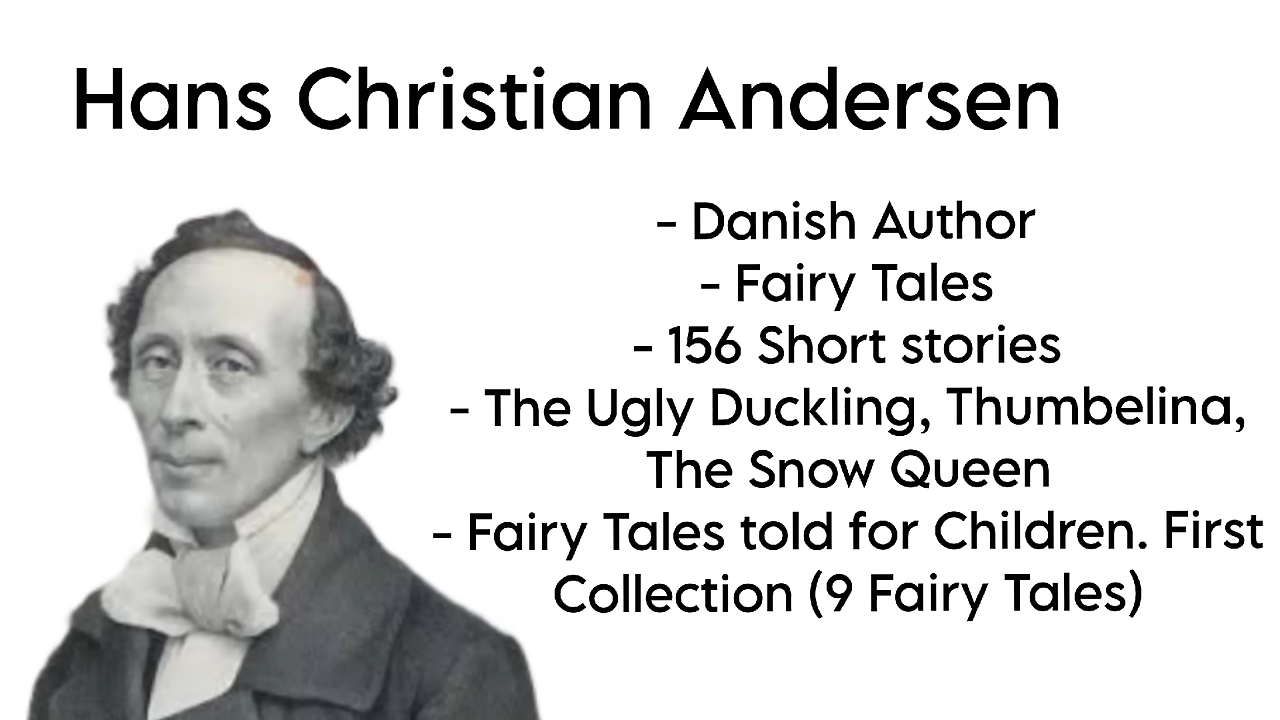 Hans Christian Andersen
- Danish Author
- Fairy Tales
- 156 Short stories
- The Ugly Duckling, Thumbelina,
The Snow Queen
- Fairy Tales told for Children. First
Collection (9 Fairy Tales)